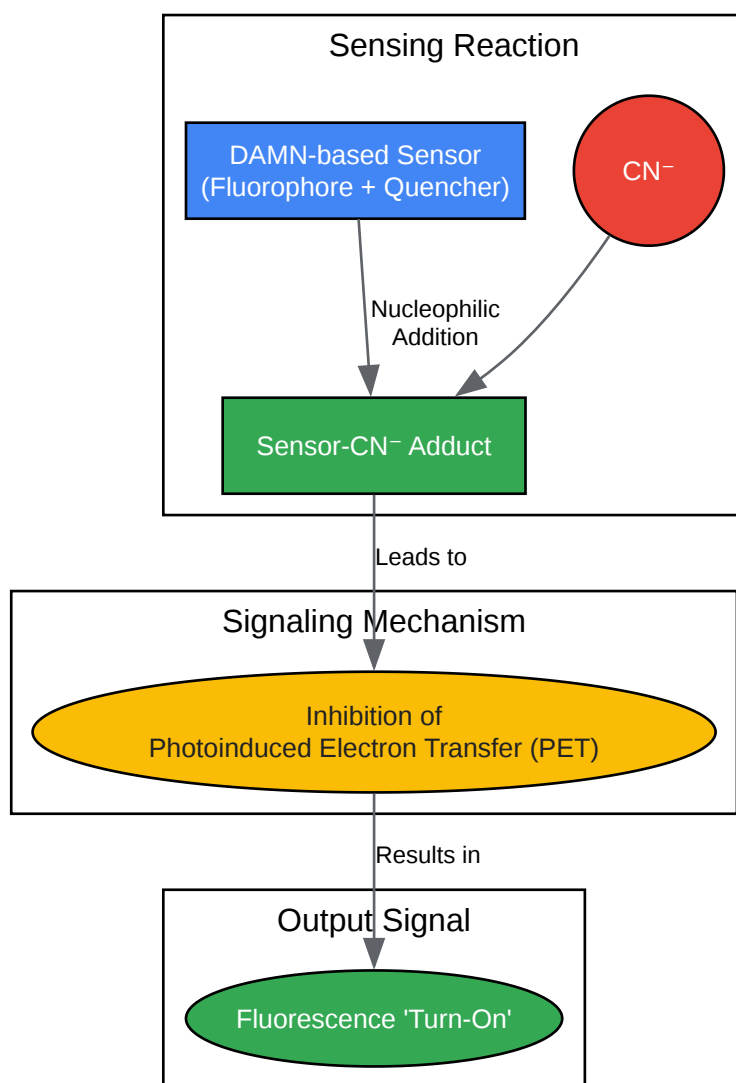 Sensing Reaction
DAMN-based Sensor
(Fluorophore + Quencher)
CN⁻
Nucleophilic
Addition
Sensor-CN⁻ Adduct
Leads to
Signaling Mechanism
Inhibition of
Photoinduced Electron Transfer (PET)
Results in
Output Signal
Fluorescence 'Turn-On'